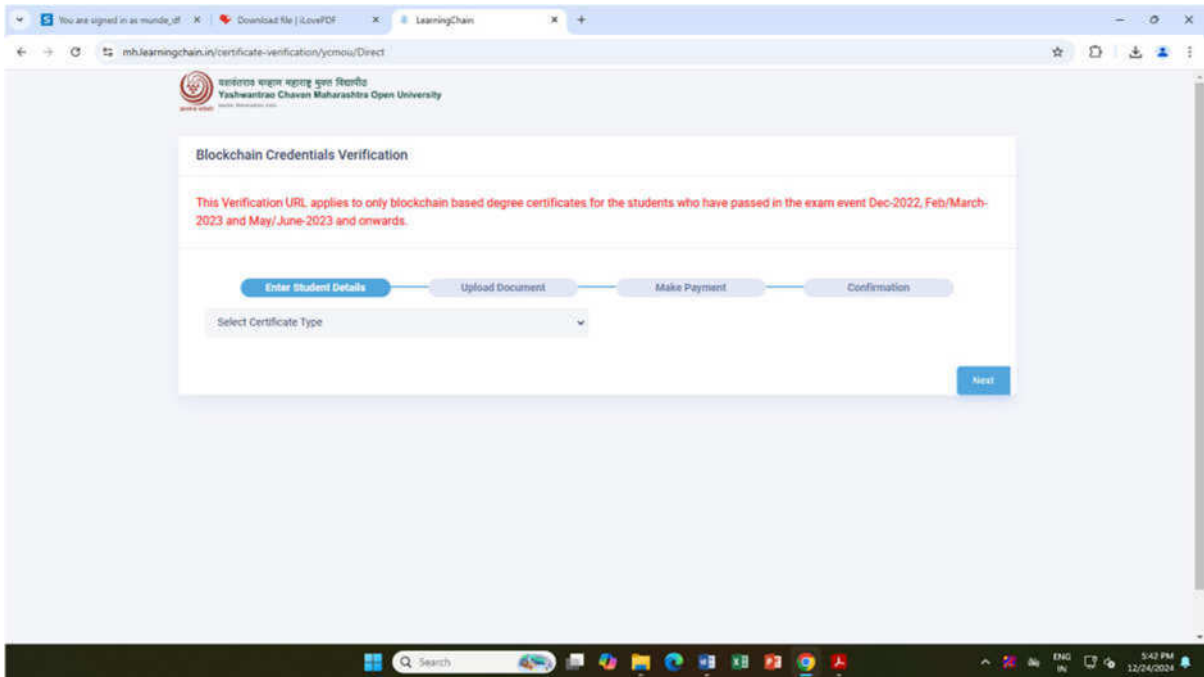 You are signed in as munde_df
Download file | iLovePDF
LearningChain
mh.learningchain.in/certificate-verification/ycmou/Direct
यशवंतराव चव्हाण महाराष्ट्र मुक्त विद्यापीठ
Yashwantrao Chavan Maharashtra Open University
Blockchain Credentials Verification
This Verification URL applies to only blockchain based degree certificates for the students who have passed in the exam event Dec-2022, Feb/March-
2023 and May/June-2023 and onwards.
Enter Student Details
Upload Document
Make Payment
Confirmation
Select Certificate Type
Next
Search
ENG
IN
5:42 PM
12/24/2024